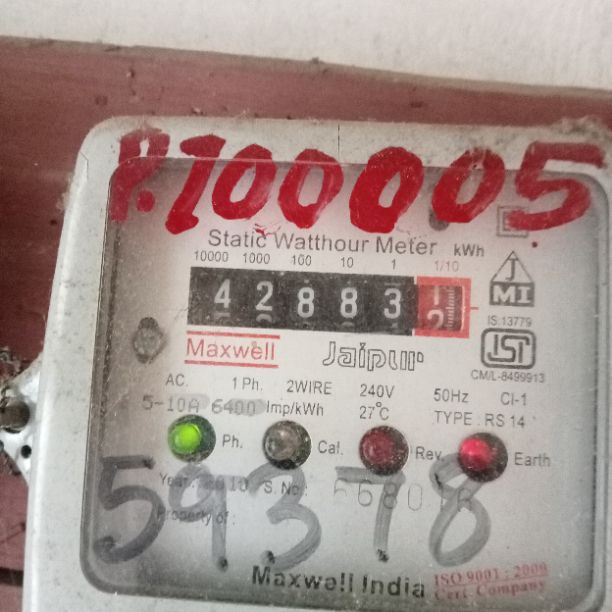 P.100005
Static Watthour Meter kWh
10000 1000 100 10 1 1/10
4 2 8 8 3
J
MI
IS:13779
Maxwell Jaipur
ISI
CM/L-8499913
AC. 1 Ph. 2WIRE 240V 50Hz Cl-1
5-10A 6400 Imp/kWh 27°C TYPE : RS 14
Ph. Cal. Rev. Earth
S. No :
Property of :
59378
Maxwell India
ISO 9001 : 2000
Cert. Company